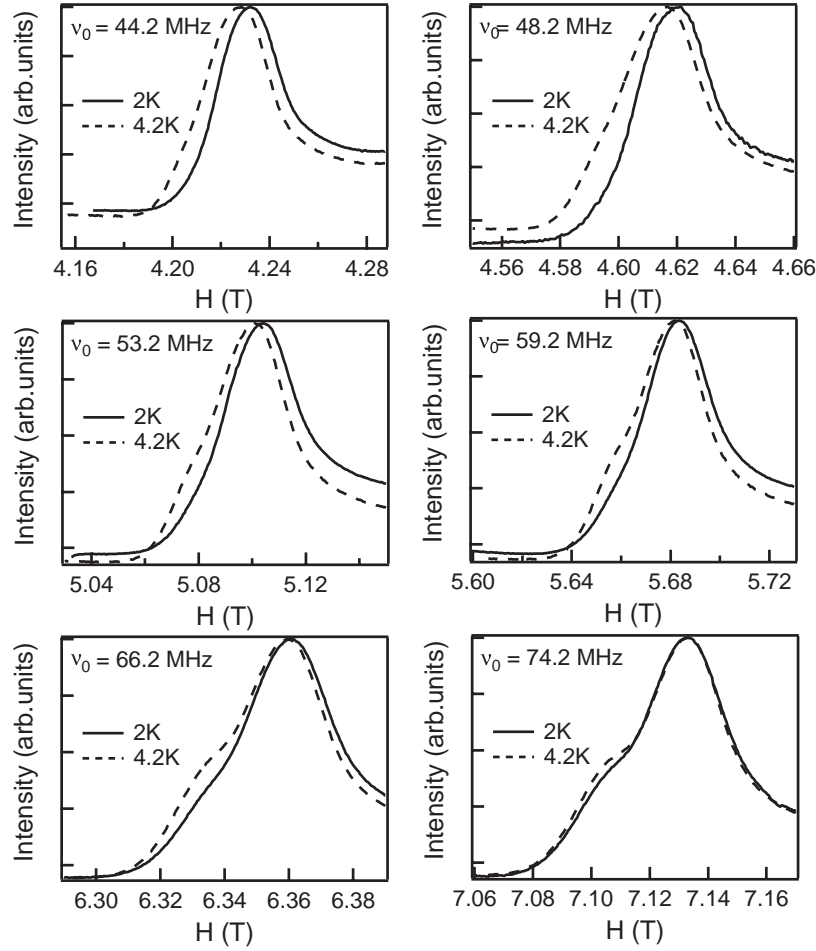 Intensity (arb.units)
ν0 = 44.2 MHz
2K
4.2K
4.16 4.20 4.24 4.28
H (T)
Intensity (arb.units)
ν0= 48.2 MHz
2K
4.2K
4.56 4.58 4.60 4.62 4.64 4.66
H (T)
Intensity (arb.units)
ν0 = 53.2 MHz
2K
4.2K
5.04 5.08 5.12
H (T)
Intensity (arb.units)
ν0= 59.2 MHz
2K
4.2K
5.60 5.64 5.68 5.72
H (T)
Intensity (arb.units)
ν0 = 66.2 MHz
2K
4.2K
6.30 6.32 6.34 6.36 6.38
H (T)
Intensity (arb.units)
ν0 = 74.2 MHz
2K
4.2K
7.06 7.08 7.10 7.12 7.14 7.16
H (T)